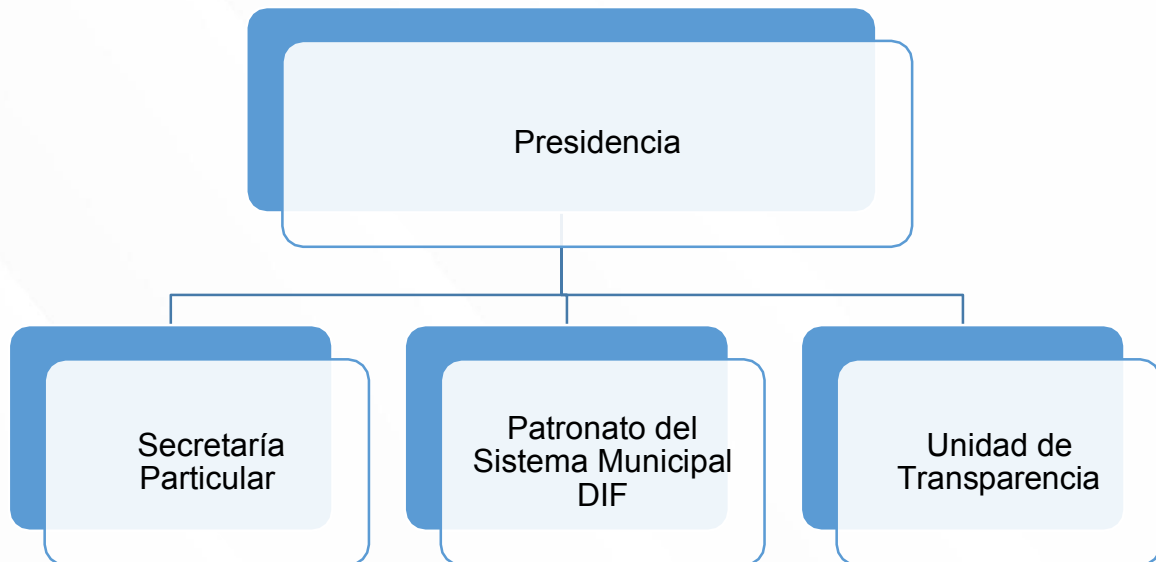 Presidencia
Secretaría
Particular
Patronato del
Sistema Municipal
DIF
Unidad de
Transparencia